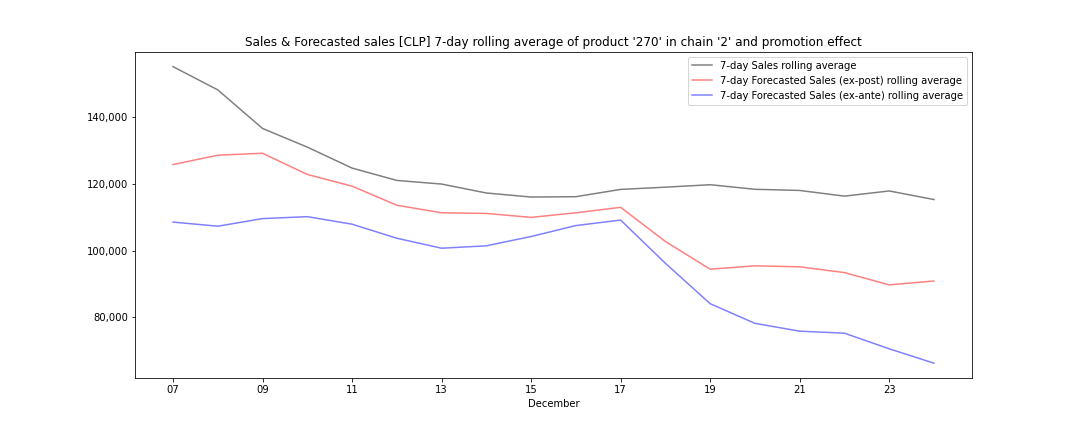 Sales & Forecasted sales [CLP] 7-day rolling average of product '270' in chain '2' and promotion effect
7-day Sales rolling average
7-day Forecasted Sales (ex-post) rolling average
7-day Forecasted Sales (ex-ante) rolling average
140,000
120,000
100,000
80,000
07 09 11 13 15 17 19 21 23
December